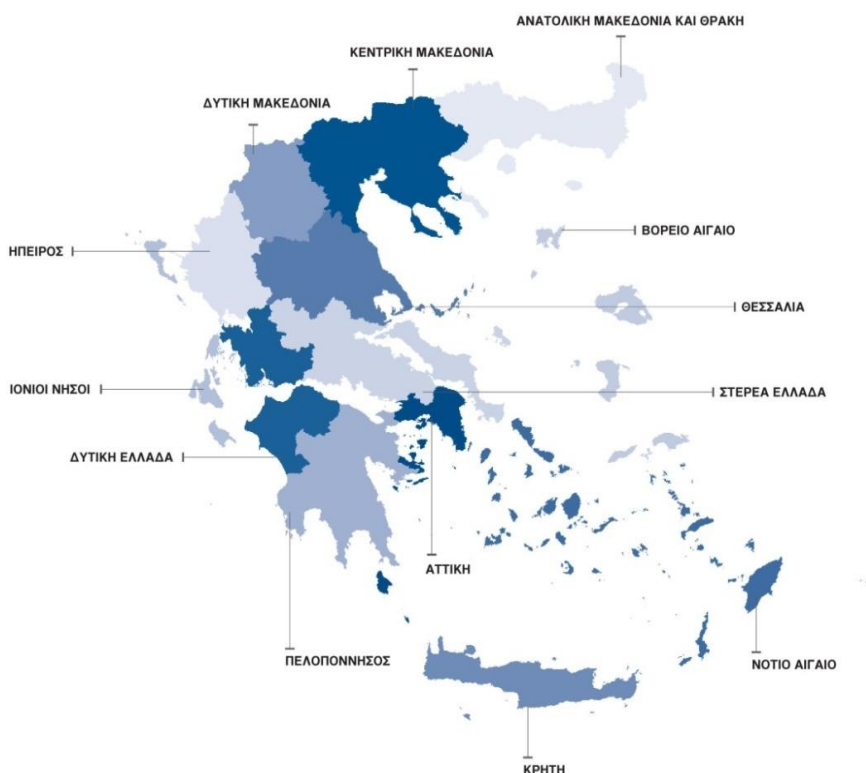 ΑΝΑΤΟΛΙΚΗ ΜΑΚΕΔΟΝΙΑ ΚΑΙ ΘΡΑΚΗ
ΚΕΝΤΡΙΚΗ ΜΑΚΕΔΟΝΙΑ
ΔΥΤΙΚΗ ΜΑΚΕΔΟΝΙΑ
ΒΟΡΕΙΟ ΑΙΓΑΙΟ
ΗΠΕΙΡΟΣ
ΘΕΣΣΑΛΙΑ
ΙΟΝΙΟΙ ΝΗΣΟΙ
ΣΤΕΡΕΑ ΕΛΛΑΔΑ
ΔΥΤΙΚΗ ΕΛΛΑΔΑ
ΑΤΤΙΚΗ
ΠΕΛΟΠΟΝΝΗΣΟΣ
ΝΟΤΙΟ ΑΙΓΑΙΟ
ΚΡΗΤΗ